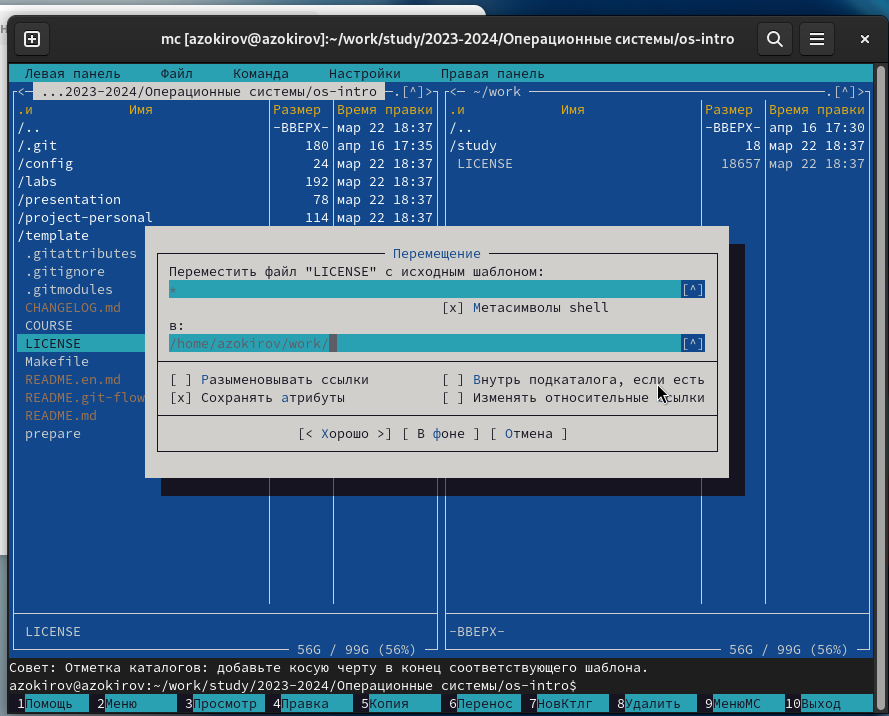 mc [azokirov@azokirov]:~/work/study/2023-2024/Операционные системы/os-intro
Левая панель Файл Команда Настройки Правая панель
<─ ...2023-2024/Операционные системы/os-intro ─.[^]>
.и Имя Размер Время правки
/.. -ВВЕРХ- мар 22 18:37
/.git 180 апр 16 17:35
/config 24 мар 22 18:37
/labs 192 мар 22 18:37
/presentation 78 мар 22 18:37
/project-personal 114 мар 22 18:37
/template
.gitattributes
.gitignore
.gitmodules
CHANGELOG.md
COURSE
LICENSE
Makefile
README.en.md
README.git-flow
README.md
prepare
LICENSE
56G / 99G (56%)
<─ ~/work ─.[^]>
.и Имя Размер Время правки
/.. -ВВЕРХ- апр 16 17:30
/study 18 мар 22 18:37
LICENSE 18657 мар 22 18:37
-ВВЕРХ-
56G / 99G (56%)
Перемещение
Переместить файл "LICENSE" с исходным шаблоном:
* [^]
[x] Метасимволы shell
в:
/home/azokirov/work/ [^]
[ ] Разыменовывать ссылки [ ] Внутрь подкаталога, если есть
[x] Сохранять атрибуты [ ] Изменять относительные ссылки
[< Хорошо >] [ В фоне ] [ Отмена ]
Совет: Отметка каталогов: добавьте косую черту в конец соответствующего шаблона.
azokirov@azokirov:~/work/study/2023-2024/Операционные системы/os-intro$
1Помощь 2Меню 3Просмотр 4Правка 5Копия 6Перенос 7НовКтлг 8Удалить 9МенюМС 10Выход